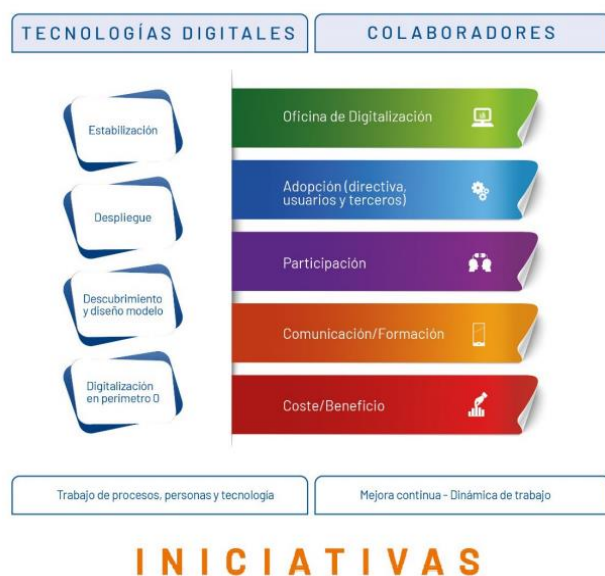 TECNOLOGÍAS DIGITALES
COLABORADORES
Estabilización
Despliegue
Descubrimiento
y diseño modelo
Digitalización
en perímetro 0
Oficina de Digitalización
Adopción (directiva,
usuarios y terceros)
Participación
Comunicación/Formación
Coste/Beneficio
Trabajo de procesos, personas y tecnología
Mejora continua - Dinámica de trabajo
INICIATIVAS